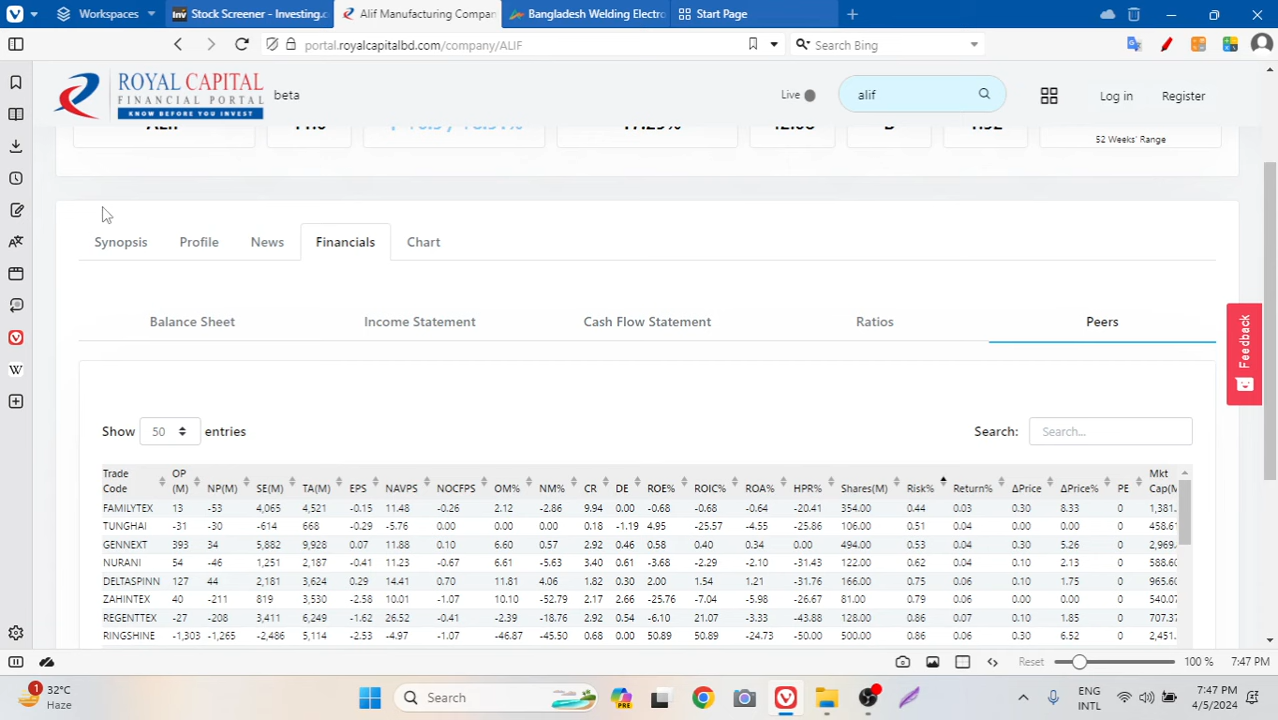 Workspaces
Stock Screener - Investing.c
Alif Manufacturing Compan
Bangladesh Welding Electro
Start Page
portal.royalcapitalbd.com/company/ALIF
Search Bing
ROYAL CAPITAL
FINANCIAL PORTAL
KNOW BEFORE YOU INVEST
beta
Live
alif
Log in
Register
52 Weeks' Range
Synopsis
Profile
News
Financials
Chart
Balance Sheet
Income Statement
Cash Flow Statement
Ratios
Peers
Feedback
Show 50 entries
Search: Search...
Trade Code OP (M) NP(M) SE(M) TA(M) EPS NAVPS NOCFPS OM% NM% CR DE ROE% ROIC% ROA% HPR% Shares(M) Risk% Return% ΔPrice ΔPrice% PE Mkt Cap(M
FAMILYTEX 13 -53 4,065 4,521 -0.15 11.48 -0.26 2.12 -2.86 9.94 0.00 -0.68 -0.68 -0.64 -20.41 354.00 0.44 0.03 0.30 8.33 0 1,381.
TUNGHAI -31 -30 -614 668 -0.29 -5.76 0.00 0.00 0.00 0.18 -1.19 4.95 -25.57 -4.55 -25.86 106.00 0.51 0.04 0.00 0.00 0 458.6
GENNEXT 393 34 5,882 9,928 0.07 11.88 0.10 6.60 0.57 2.92 0.46 0.58 0.40 0.34 0.00 494.00 0.53 0.04 0.30 5.26 0 2,969.
NURANI 54 -46 1,251 2,187 -0.41 11.23 -0.67 6.61 -5.63 3.40 0.61 -3.68 -2.29 -2.10 -31.43 122.00 0.62 0.04 0.10 2.13 0 588.6
DELTASPINN 127 44 2,181 3,624 0.29 14.41 0.70 11.81 4.06 1.82 0.30 2.00 1.54 1.21 -31.76 166.00 0.75 0.06 0.10 1.75 0 965.6
ZAHINTEX 40 -211 819 3,530 -2.58 10.01 -1.07 10.10 -52.79 2.17 2.66 -25.76 -7.04 -5.98 -26.67 81.00 0.79 0.06 0.00 0.00 0 540.0
REGENTTEX -27 -208 3,411 6,249 -1.62 26.52 -0.41 -2.39 -18.76 2.92 0.54 -6.10 21.07 -3.33 -43.88 128.00 0.86 0.07 0.10 1.85 0 707.3
RINGSHINE -1,303 -1,265 -2,486 5,114 -2.53 -4.97 -1.07 -46.87 -45.50 0.68 0.00 50.89 50.89 -24.73 -50.00 500.00 0.86 0.06 0.30 6.52 0 2,451.
Reset
100 %
7:47 PM
1
32°C
Haze
Search
PRE
ENG
INTL
7:47 PM
4/5/2024